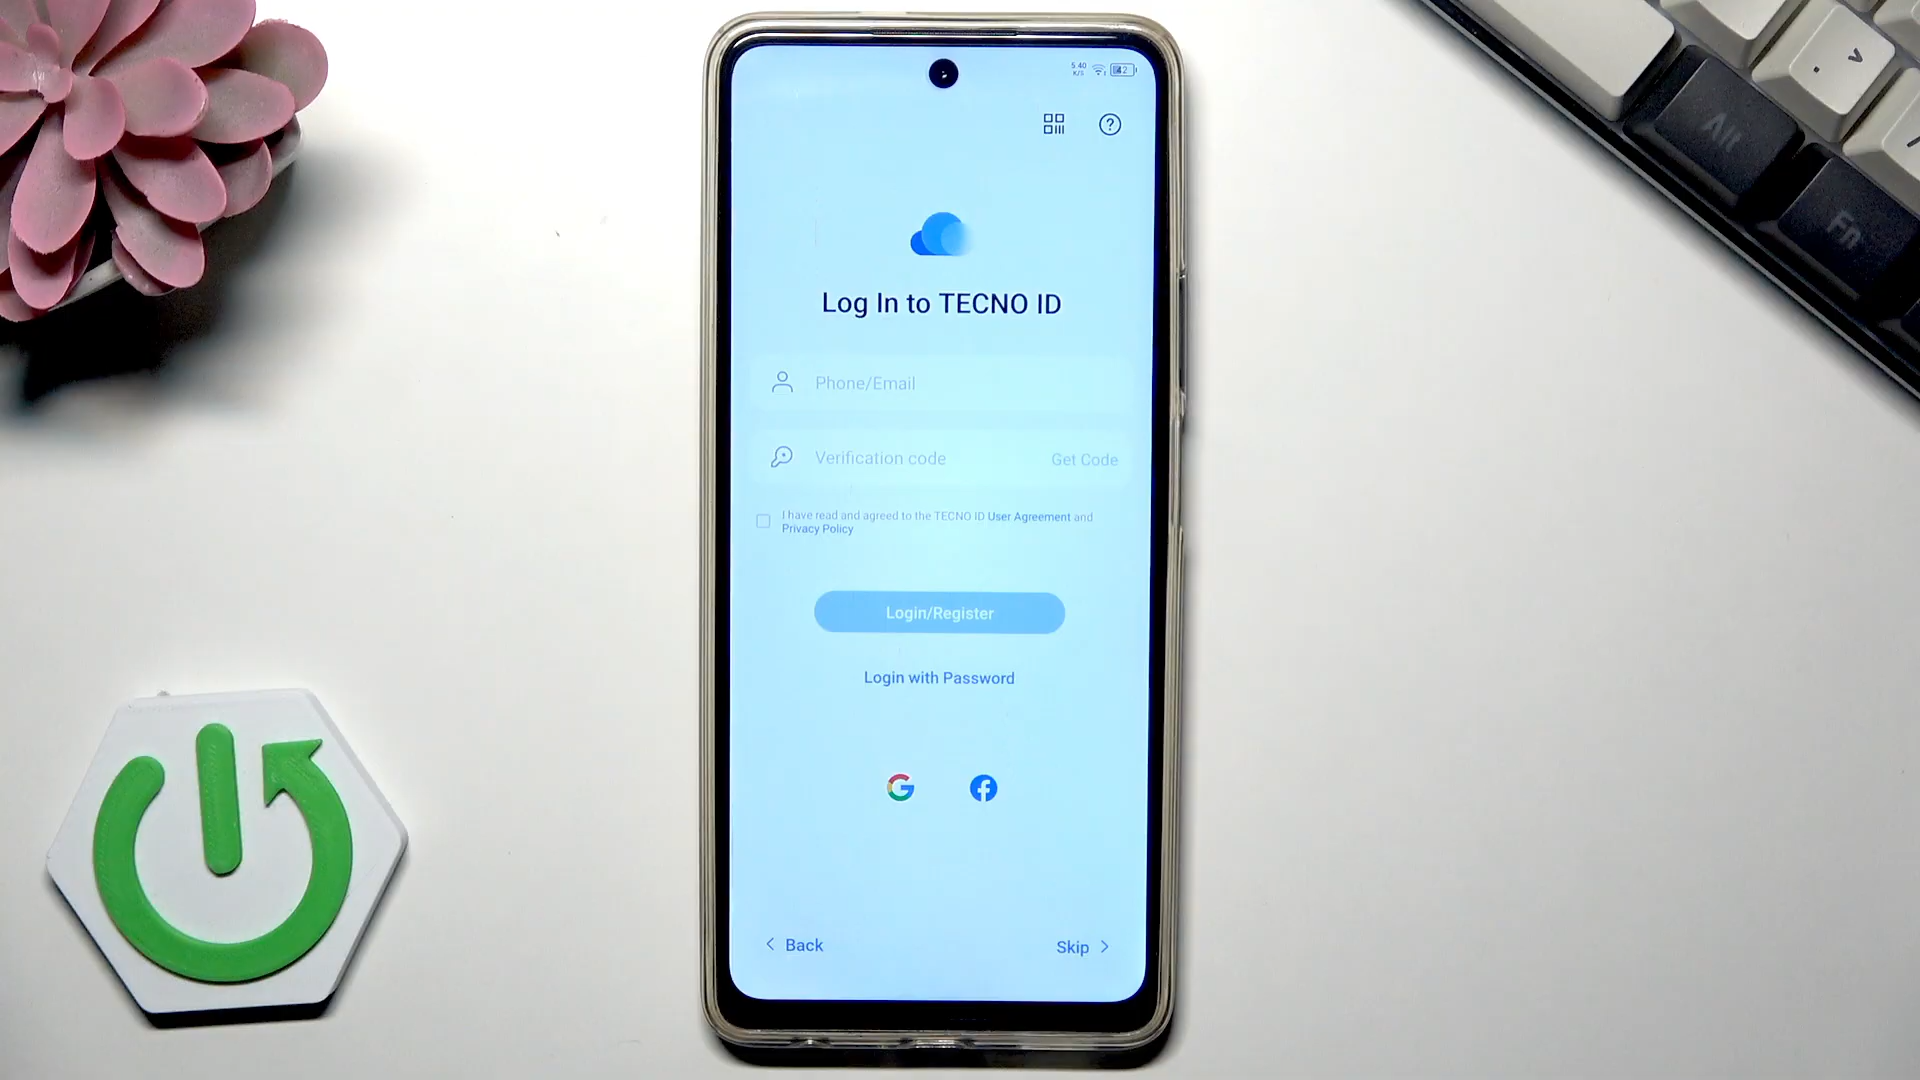 5.40
K/S
2
Log In to TECNO ID
Phone/Email
Verification code Get Code
I have read and agreed to the TECNO ID User Agreement and
Privacy Policy
Login/Register
Login with Password
Back
Skip
Alt
Fn